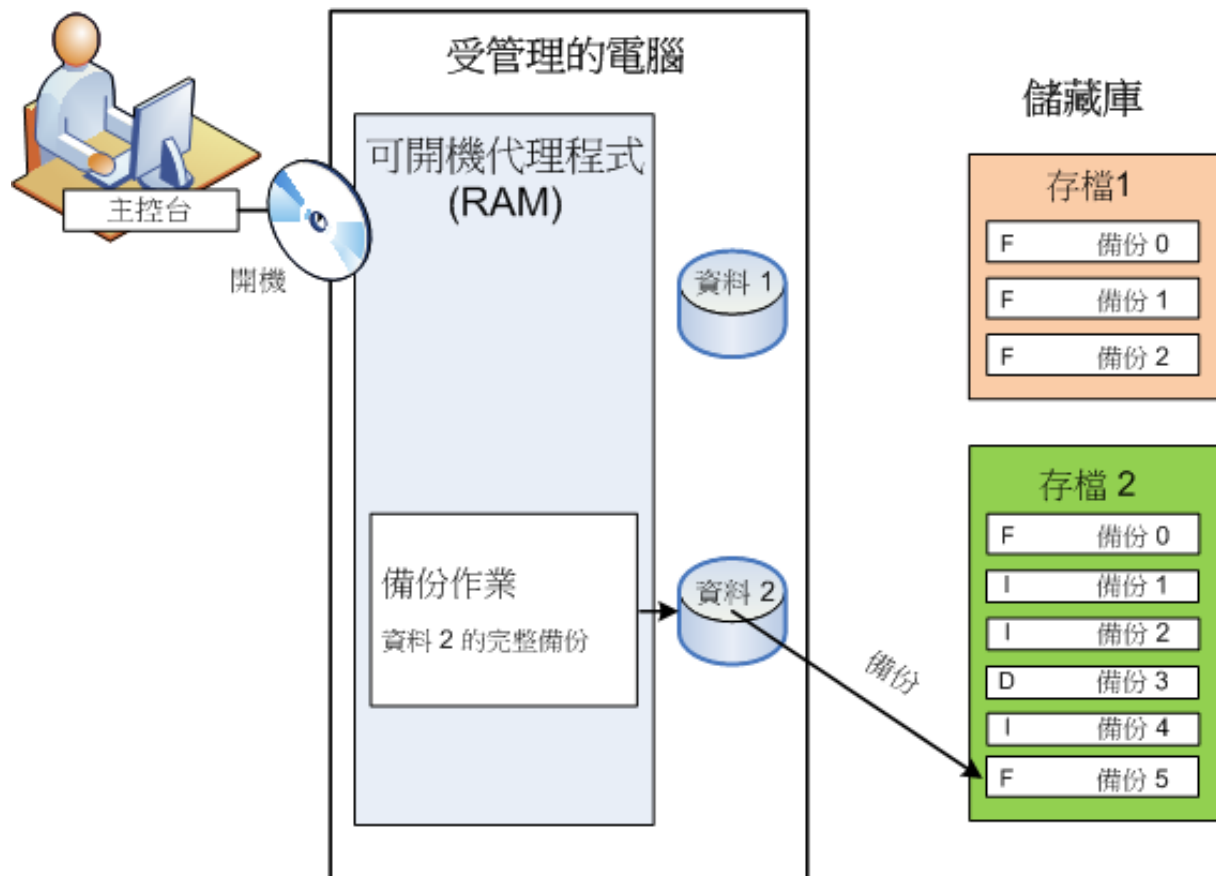 受管理的電腦
可開機代理程式
(RAM)
主控台
開機
資料 1
備份作業
資料 2 的完整備份
資料 2
備份
儲藏庫
存檔1
F 備份 0
F 備份 1
F 備份 2
存檔 2
F 備份 0
I 備份 1
I 備份 2
D 備份 3
I 備份 4
F 備份 5